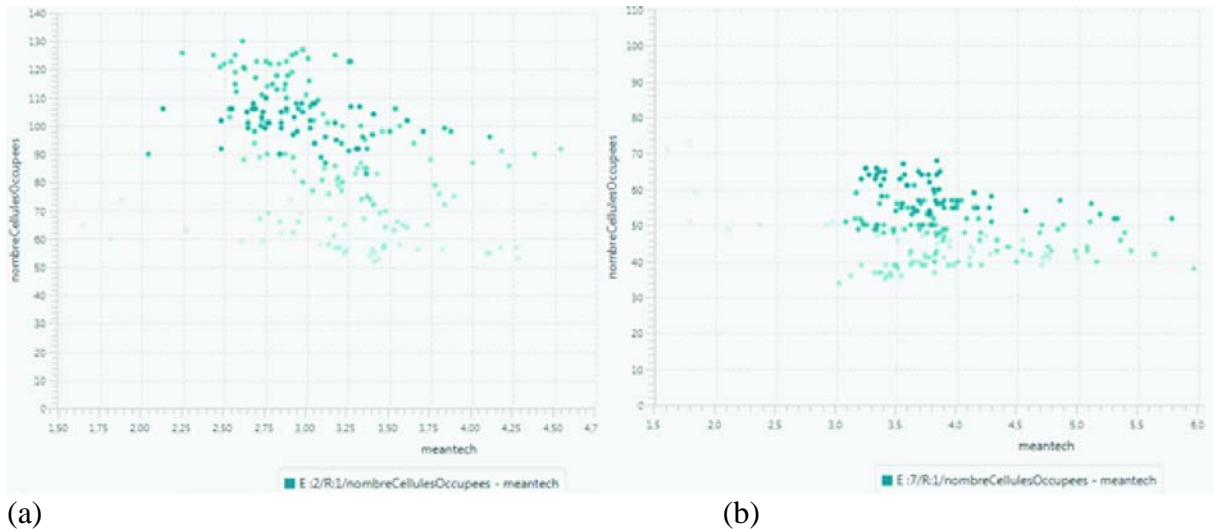 140
130
120
110
100
90
80
70
60
50
40
30
20
10
0
nombreCellulesOccupees
1.50 1.75 2.00 2.25 2.50 2.75 3.00 3.25 3.50 3.75 4.00 4.25 4.50 4.7
meantech
E :2/R:1/nombreCellulesOccupees - meantech
(a)
110
100
90
80
70
60
50
40
30
20
10
0
nombreCellulesOccupees
1.5 2.0 2.5 3.0 3.5 4.0 4.5 5.0 5.5 6.0
meantech
E :7/R:1/nombreCellulesOccupees - meantech
(b)